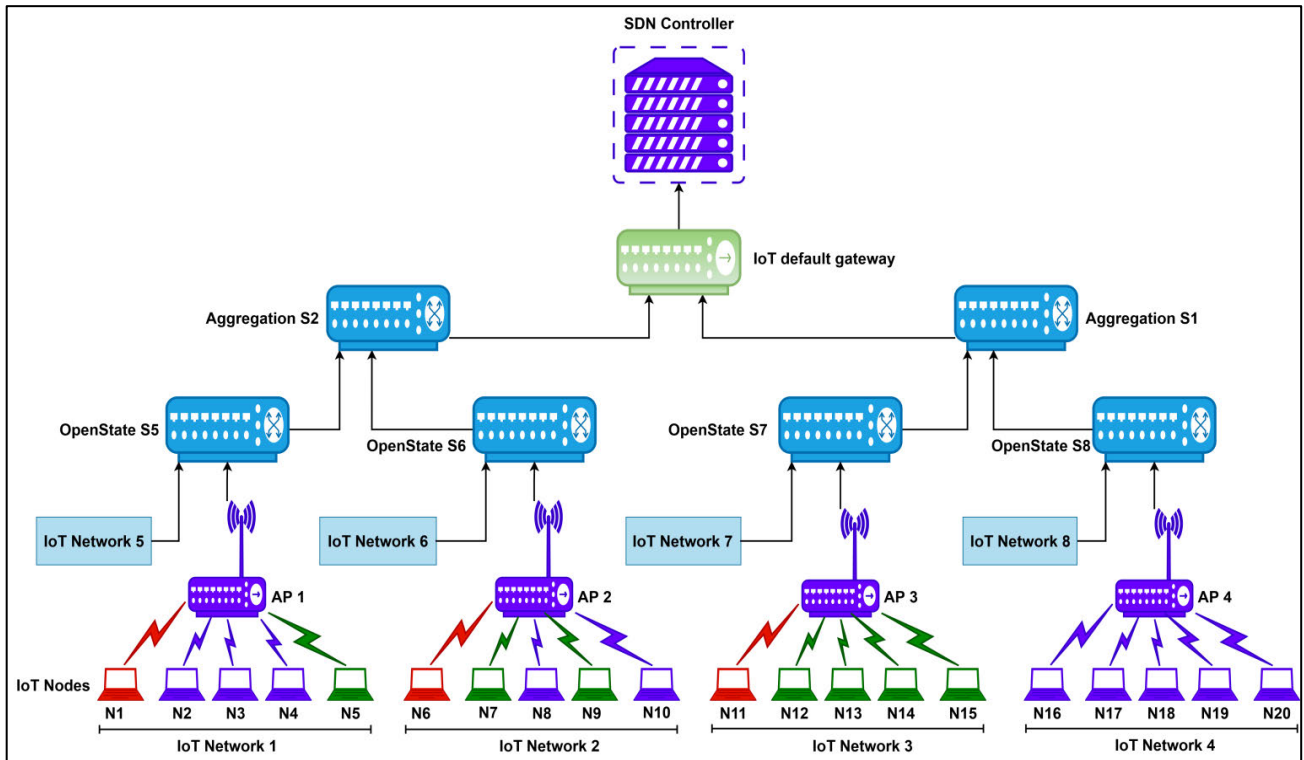 SDN Controller
IoT default gateway
Aggregation S2
Aggregation S1
OpenState S5
OpenState S6
OpenState S7
OpenState S8
IoT Network 5
IoT Network 6
IoT Network 7
IoT Network 8
AP 1
AP 2
AP 3
AP 4
IoT Nodes
N1 N2 N3 N4 N5 N6 N7 N8 N9 N10 N11 N12 N13 N14 N15 N16 N17 N18 N19 N20
IoT Network 1
IoT Network 2
IoT Network 3
IoT Network 4